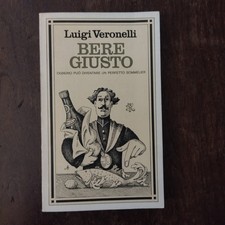 Luigi Veronelli
BERE
GIUSTO
OGNUNO PUÒ DIVENTARE UN PERFETTO SOMMELIER